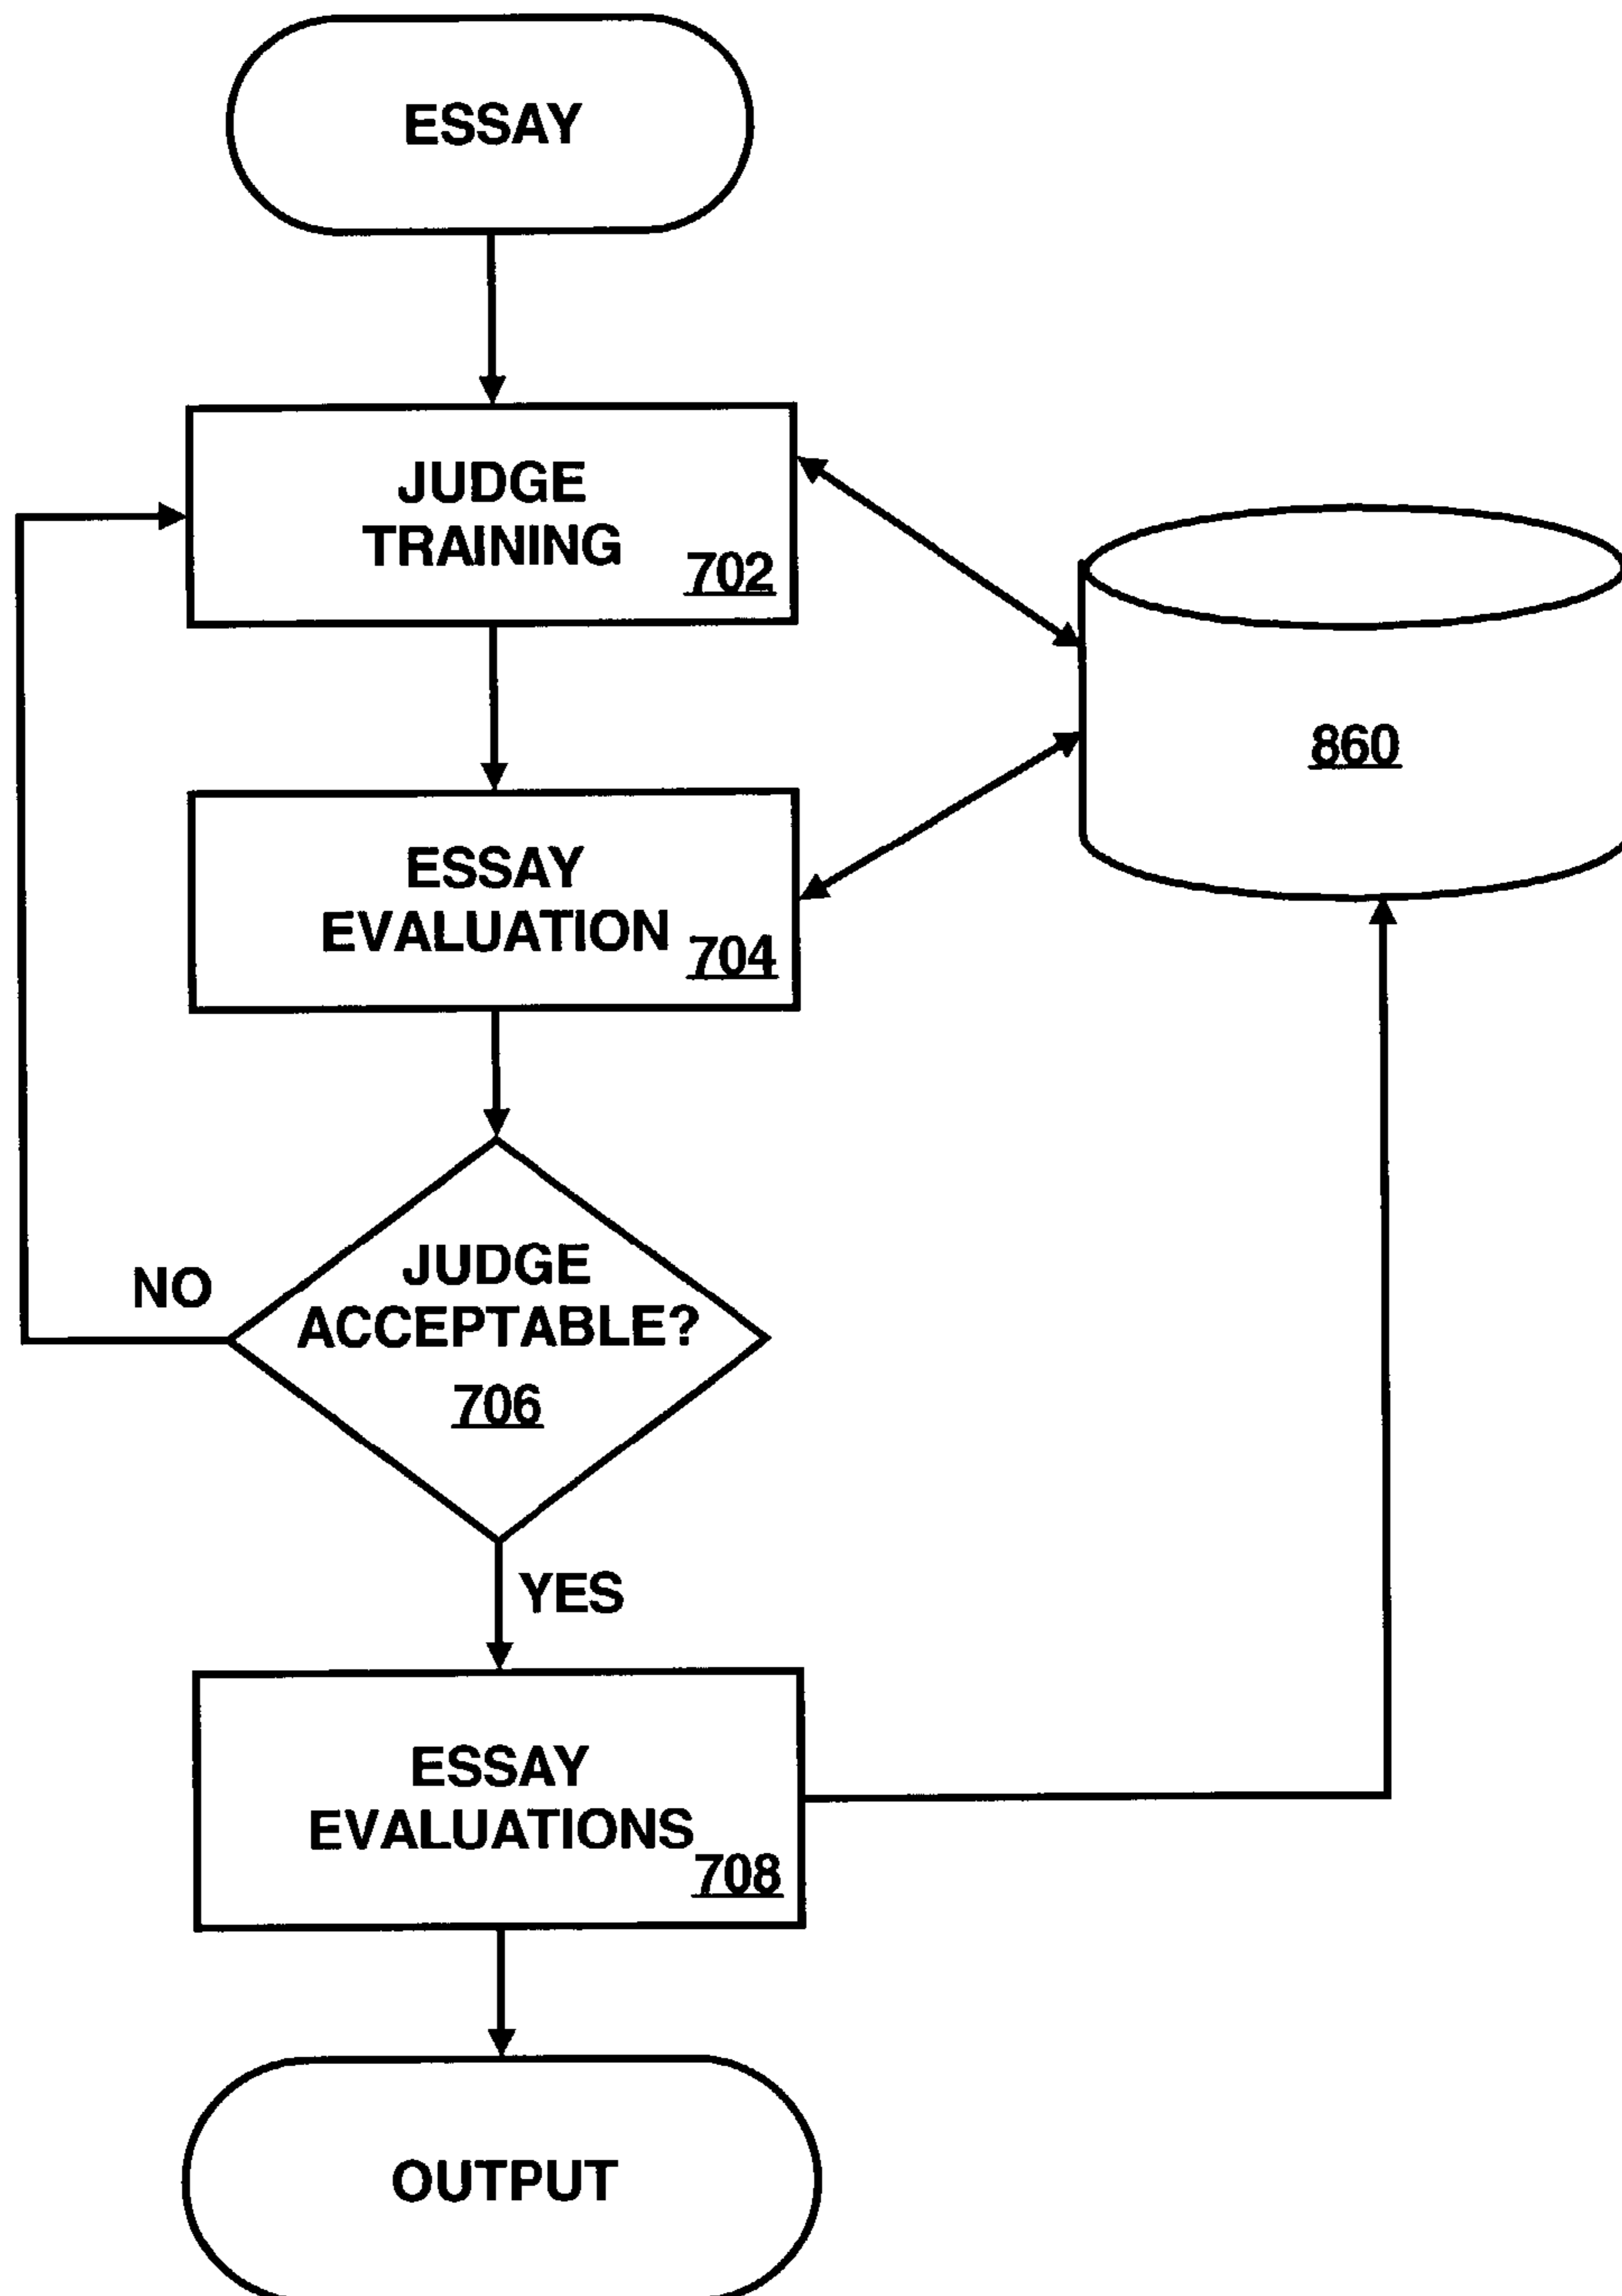 ESSAY
JUDGE
TRAINING
702
860
ESSAY
EVALUATION
704
JUDGE
ACCEPTABLE?
706
NO
YES
ESSAY
EVALUATIONS
708
OUTPUT